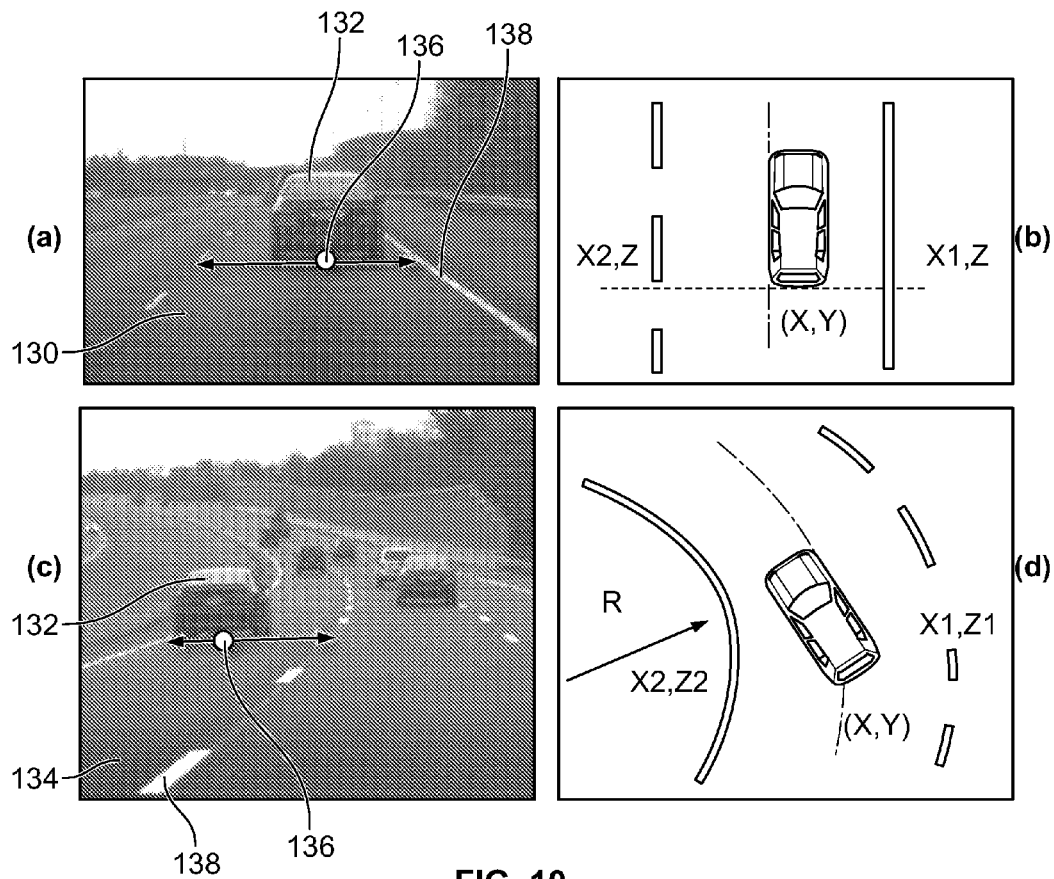 132
136
138
(a)
130
X2,Z
X1,Z
(b)
(X,Y)
(c)
132
134
138
136
R
X2,Z2
X1,Z1
(d)
(X,Y)
FIG. 10